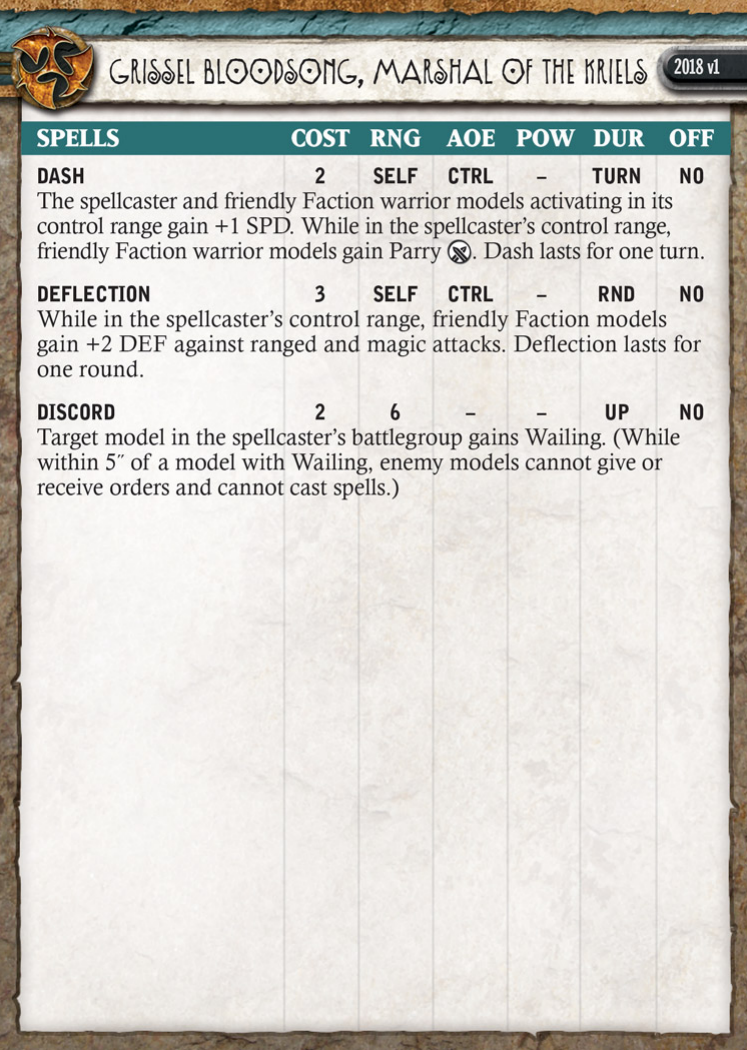 GRISSEL BLOODSONG, MARSHAL OF THE KRIELS
2018 v1
SPELLS COST RNG AOE POW DUR OFF
DASH 2 SELF CTRL – TURN NO
The spellcaster and friendly Faction warrior models activating in its
control range gain +1 SPD. While in the spellcaster’s control range,
friendly Faction warrior models gain Parry . Dash lasts for one turn.
DEFLECTION 3 SELF CTRL – RND NO
While in the spellcaster’s control range, friendly Faction models
gain +2 DEF against ranged and magic attacks. Deflection lasts for
one round.
DISCORD 2 6 – – UP NO
Target model in the spellcaster’s battlegroup gains Wailing. (While
within 5˝ of a model with Wailing, enemy models cannot give or
receive orders and cannot cast spells.)